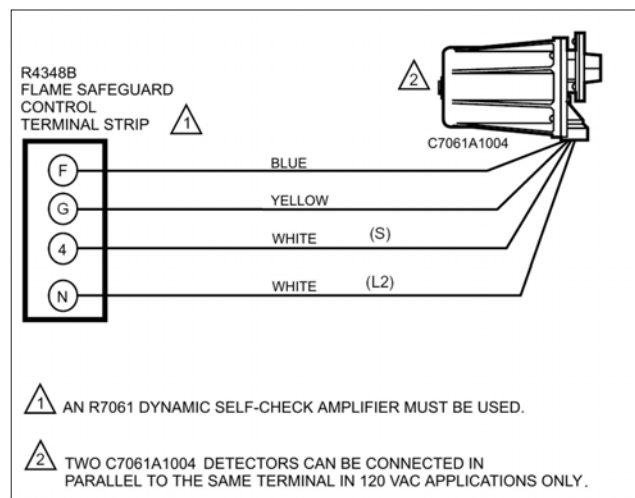 R4348B
FLAME SAFEGUARD
CONTROL
TERMINAL STRIP
1
2
C7061A1004
F
BLUE
G
YELLOW
4
WHITE (S)
N
WHITE (L2)
1 AN R7061 DYNAMIC SELF-CHECK AMPLIFIER MUST BE USED.
2 TWO C7061A1004 DETECTORS CAN BE CONNECTED IN
PARALLEL TO THE SAME TERMINAL IN 120 VAC APPLICATIONS ONLY.